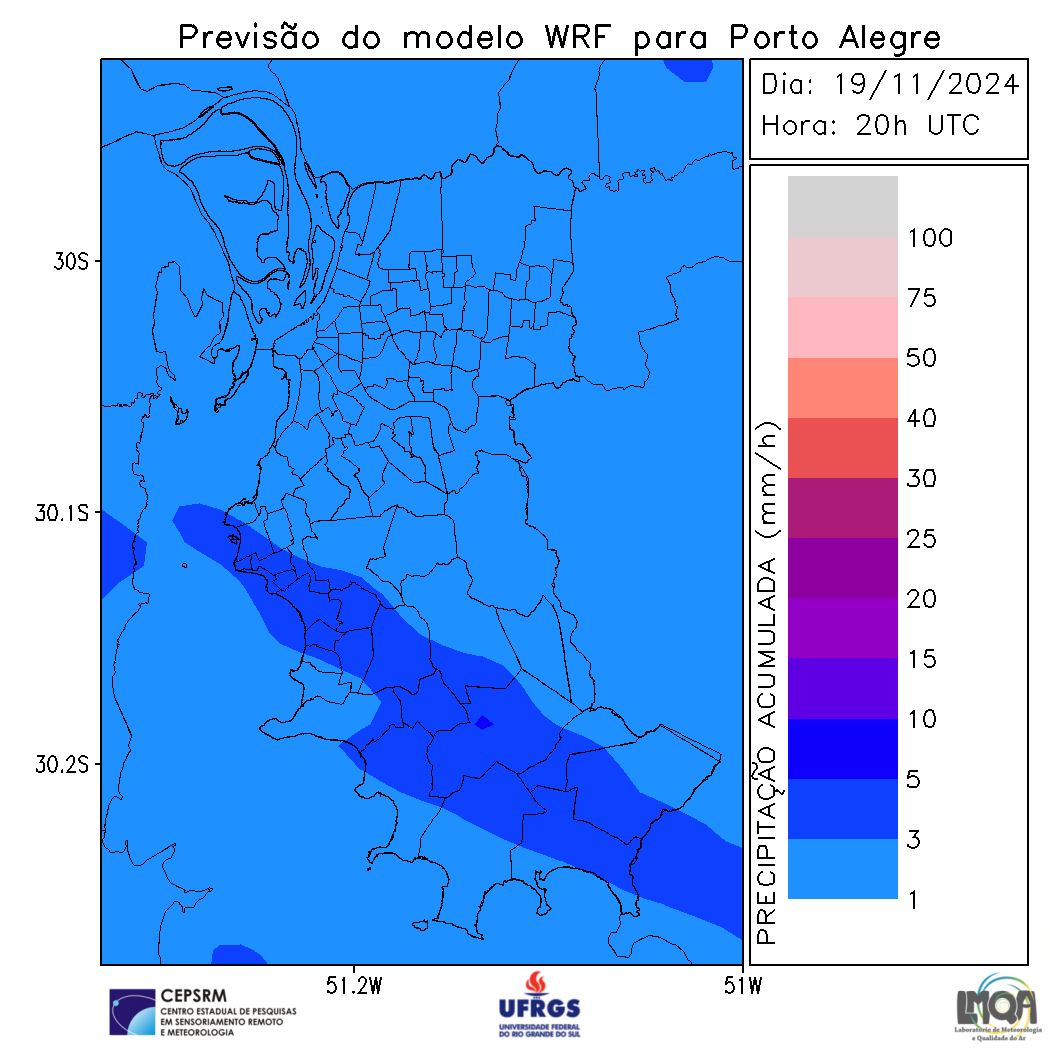 Previsão do modelo WRF para Porto Alegre
Dia: 19/11/2024
Hora: 20h UTC
PRECIPITAÇÃO ACUMULADA (mm/h)
100
75
50
40
30
25
20
15
10
5
3
1
30S
30.1S
30.2S
51.2W
51W
CEPSRM
CENTRO ESTADUAL DE PESQUISAS
EM SENSORIAMENTO REMOTO
E METEOROLOGIA
UFRGS
UNIVERSIDADE FEDERAL
DO RIO GRANDE DO SUL
LMQA
Laboratório de Meteorologia
e Qualidade do Ar